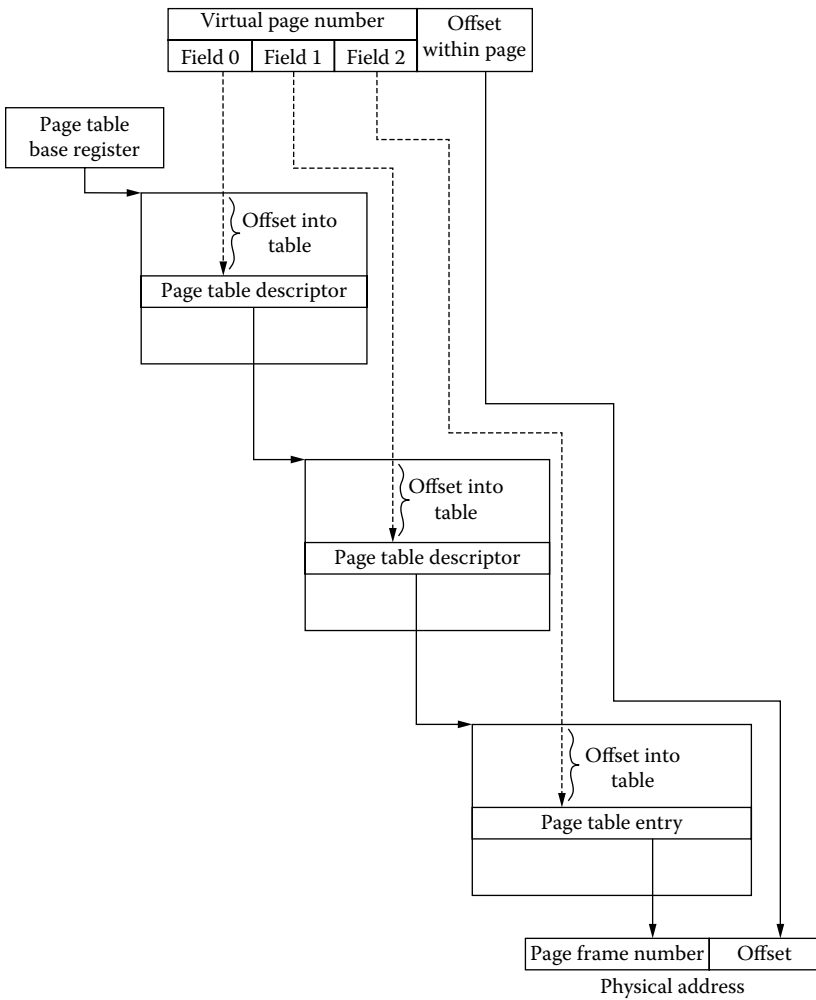 Virtual page number
Offset
within page
Field 0
Field 1
Field 2
Page table
base register
Offset into
table
Page table descriptor
Offset into
table
Page table descriptor
Offset into
table
Page table entry
Page frame number
Offset
Physical address